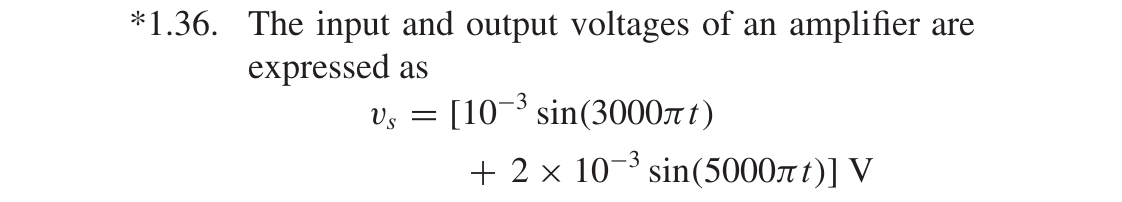 *1.36. The input and output voltages of an amplifier are
expressed as
vₛ = [10⁻³ sin(3000πt)
+ 2 × 10⁻³ sin(5000πt)] V